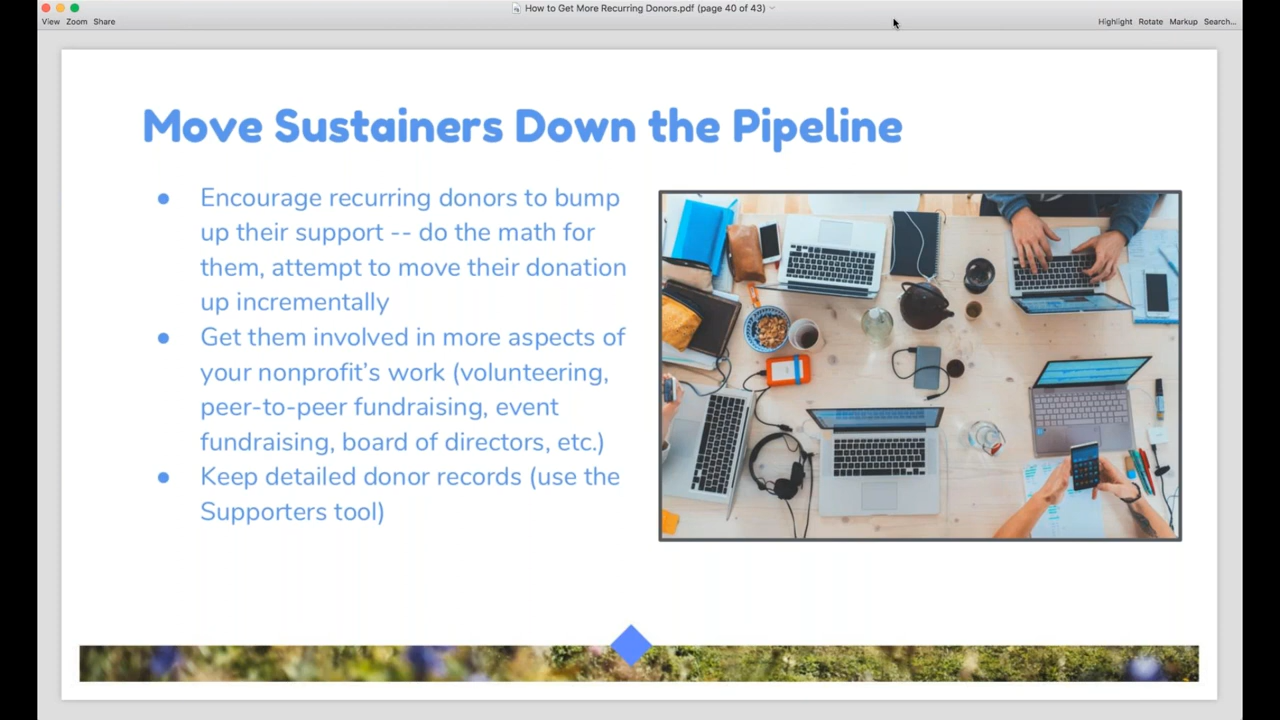 How to Get More Recurring Donors.pdf (page 40 of 43)
View Zoom Share
Highlight Rotate Markup Search...
Move Sustainers Down the Pipeline
● Encourage recurring donors to bump
up their support -- do the math for
them, attempt to move their donation
up incrementally
● Get them involved in more aspects of
your nonprofit’s work (volunteering,
peer-to-peer fundraising, event
fundraising, board of directors, etc.)
● Keep detailed donor records (use the
Supporters tool)